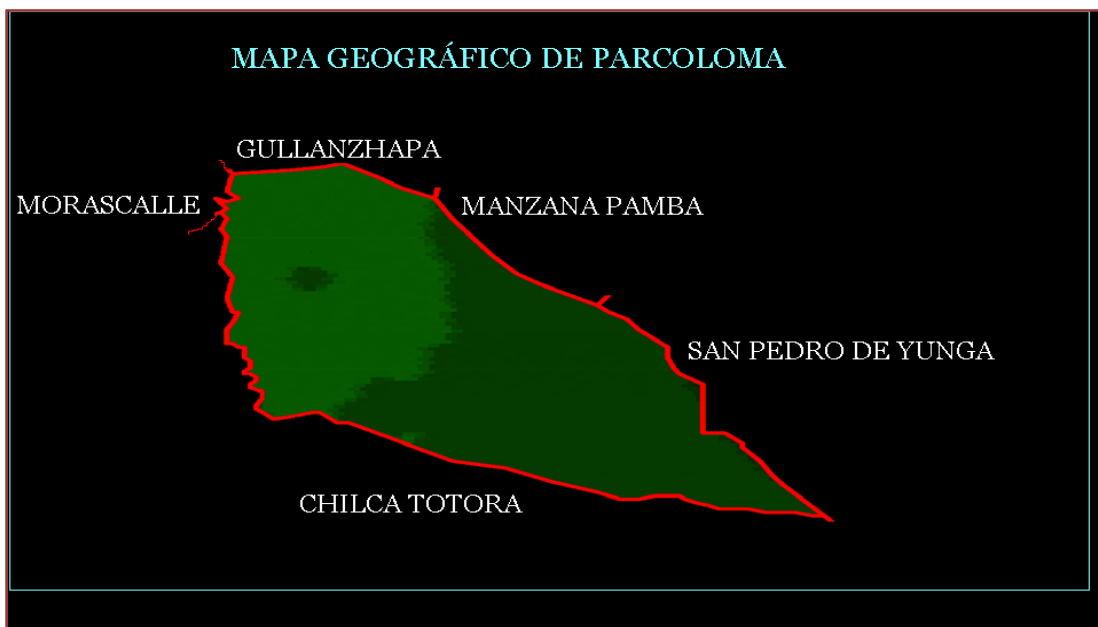 MAPA GEOGRÁFICO DE PARCOLOMA
GULLANZHAPA
MORASCALLE
MANZANA PAMBA
SAN PEDRO DE YUNGA
CHILCA TOTORA